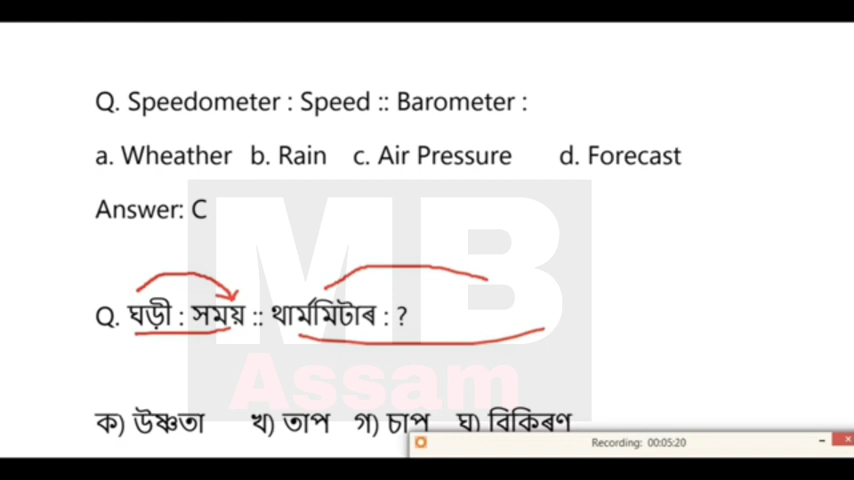 Q. Speedometer : Speed :: Barometer :
a. Wheather b. Rain c. Air Pressure d. Forecast
Answer: C
MB
Assam
Q. ঘড়ী : সময় :: থাৰ্মমিটাৰ : ?
ক) উষ্ণতা খ) তাপ গ) চাপ ঘ) বিকিৰণ
Recording: 00:05:20